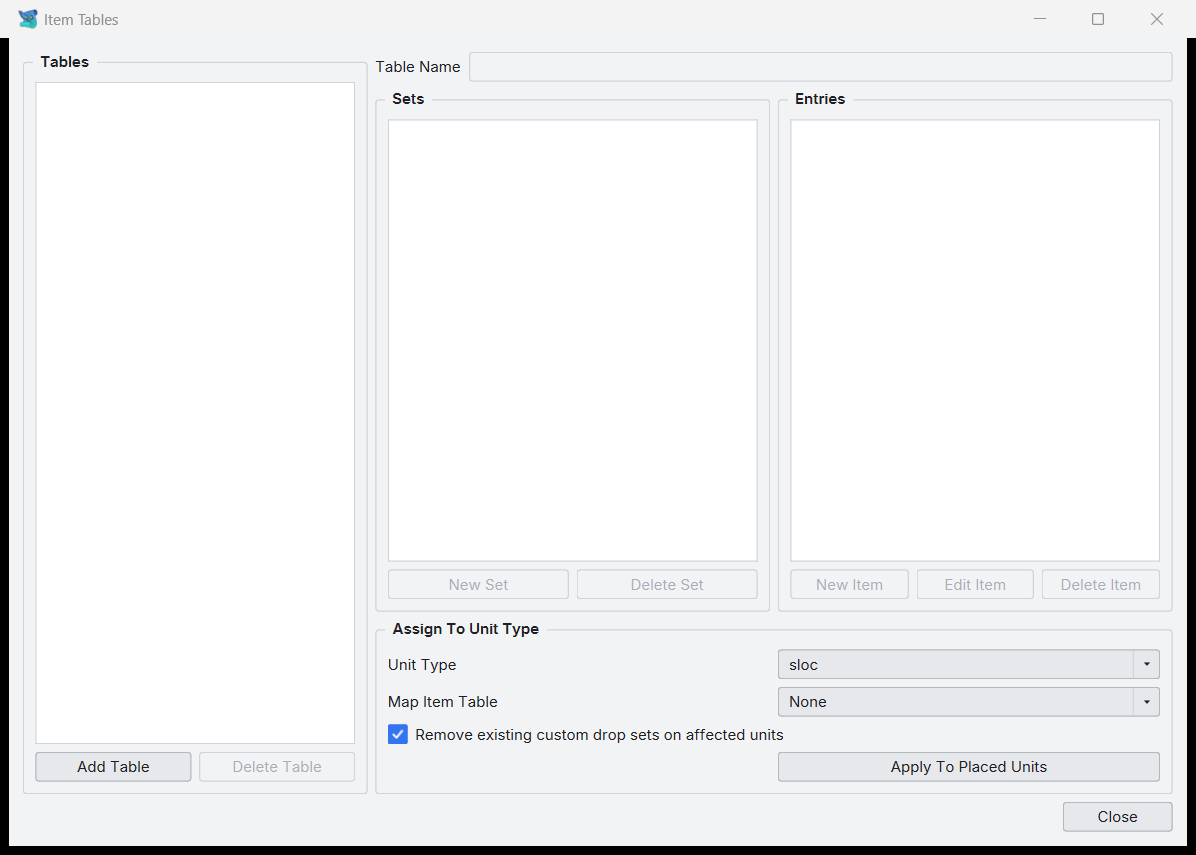 Item Tables
Tables
Table Name
Sets
Entries
New Set
Delete Set
New Item
Edit Item
Delete Item
Assign To Unit Type
Unit Type
sloc
Map Item Table
None
Remove existing custom drop sets on affected units
Add Table
Delete Table
Apply To Placed Units
Close